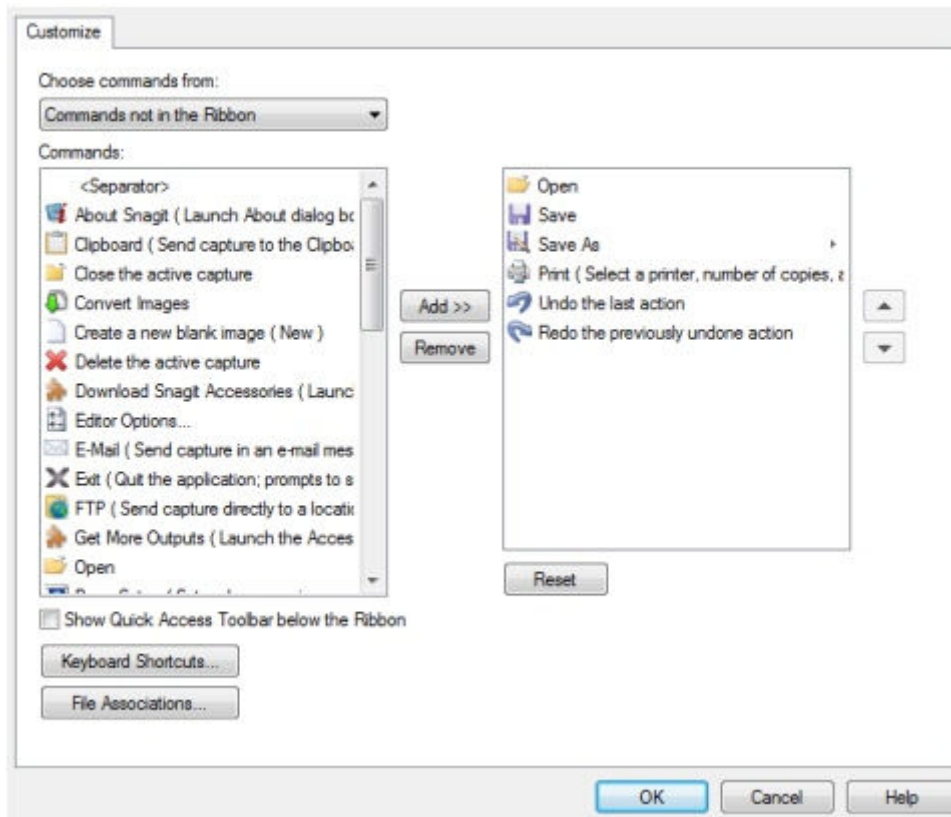 Customize
Choose commands from:
Commands not in the Ribbon
Commands:
<Separator>
About Snagit ( Launch About dialog bo
Clipboard ( Send capture to the Clipboa
Close the active capture
Convert Images
Create a new blank image ( New )
Delete the active capture
Download Snagit Accessories ( Launc
Editor Options...
E-Mail ( Send capture in an e-mail mes
Exit ( Quit the application; prompts to s
FTP ( Send capture directly to a locatio
Get More Outputs ( Launch the Acces
Open
Add >>
Remove
Open
Save
Save As
Print ( Select a printer, number of copies, a
Undo the last action
Redo the previously undone action
Reset
Show Quick Access Toolbar below the Ribbon
Keyboard Shortcuts...
File Associations...
OK
Cancel
Help